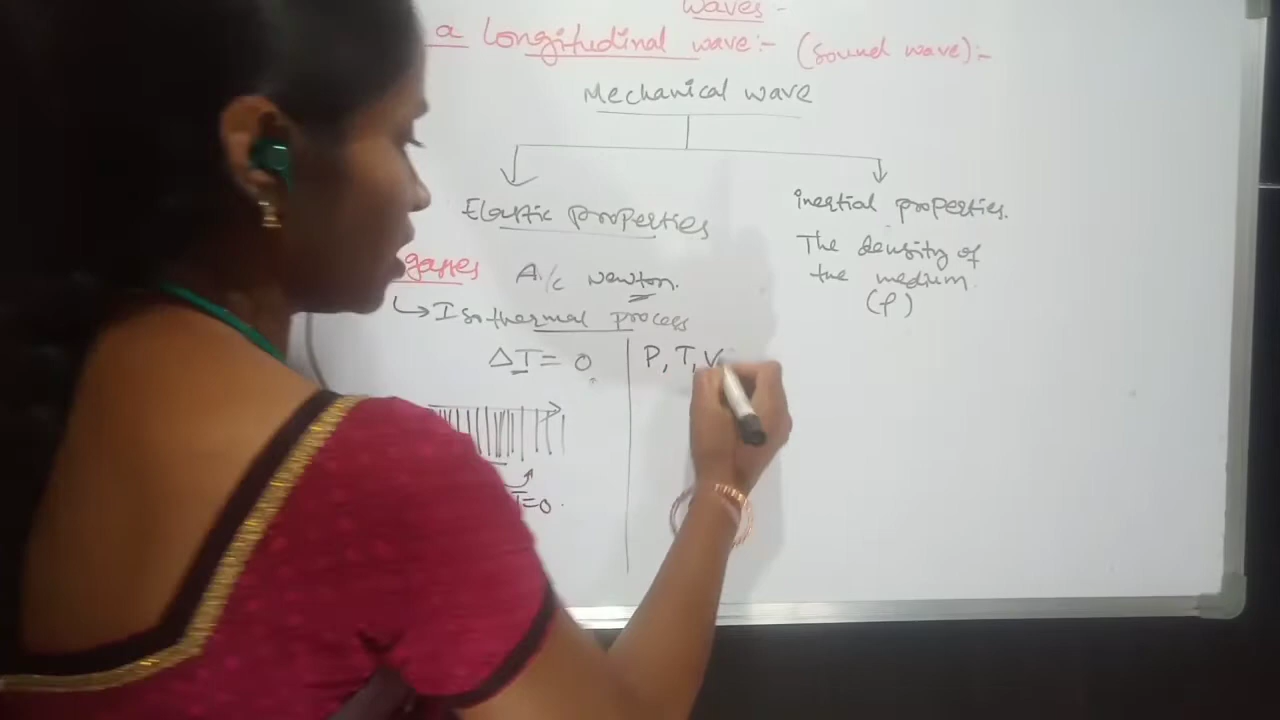 Waves -
a Longitudinal wave:- (Sound wave):-
Mechanical wave
Elastic properties
inertial properties.
The density of
the medium.
(ρ)
gasses
A/c Newton.
↳ Isothermal process
ΔT = 0
P, T, V
T=0.